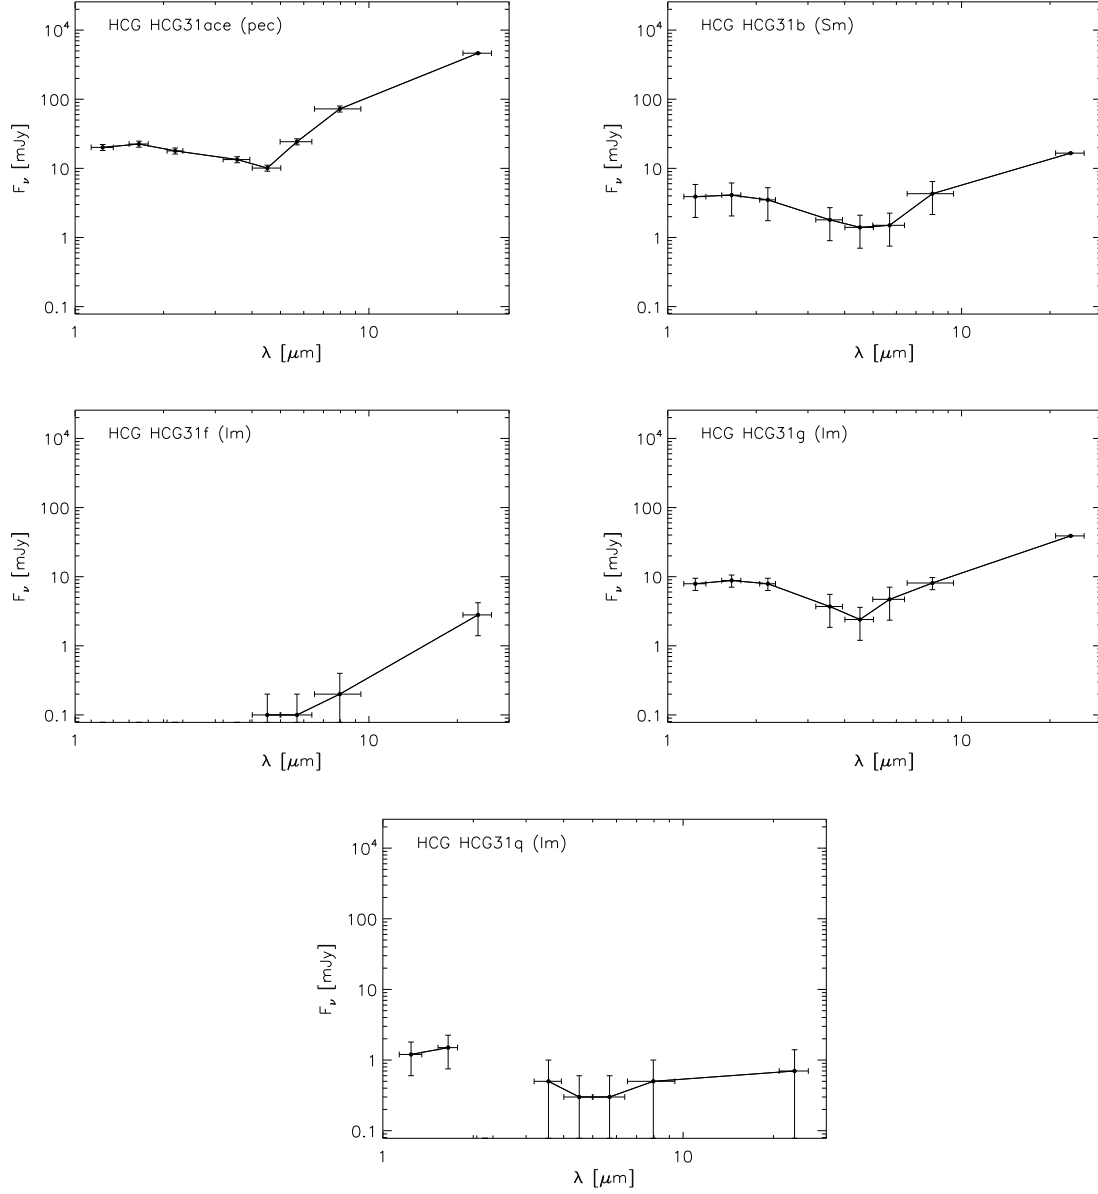 HCG HCG31ace (pec)
10⁴
100
10
1
0.1
F_ν [mJy]
1
10
λ [μm]
HCG HCG31b (Sm)
10⁴
100
10
1
0.1
F_ν [mJy]
1
10
λ [μm]
HCG HCG31f (Im)
10⁴
100
10
1
0.1
F_ν [mJy]
1
10
λ [μm]
HCG HCG31g (Im)
10⁴
100
10
1
0.1
F_ν [mJy]
1
10
λ [μm]
HCG HCG31q (Im)
10⁴
100
10
1
0.1
F_ν [mJy]
1
10
λ [μm]